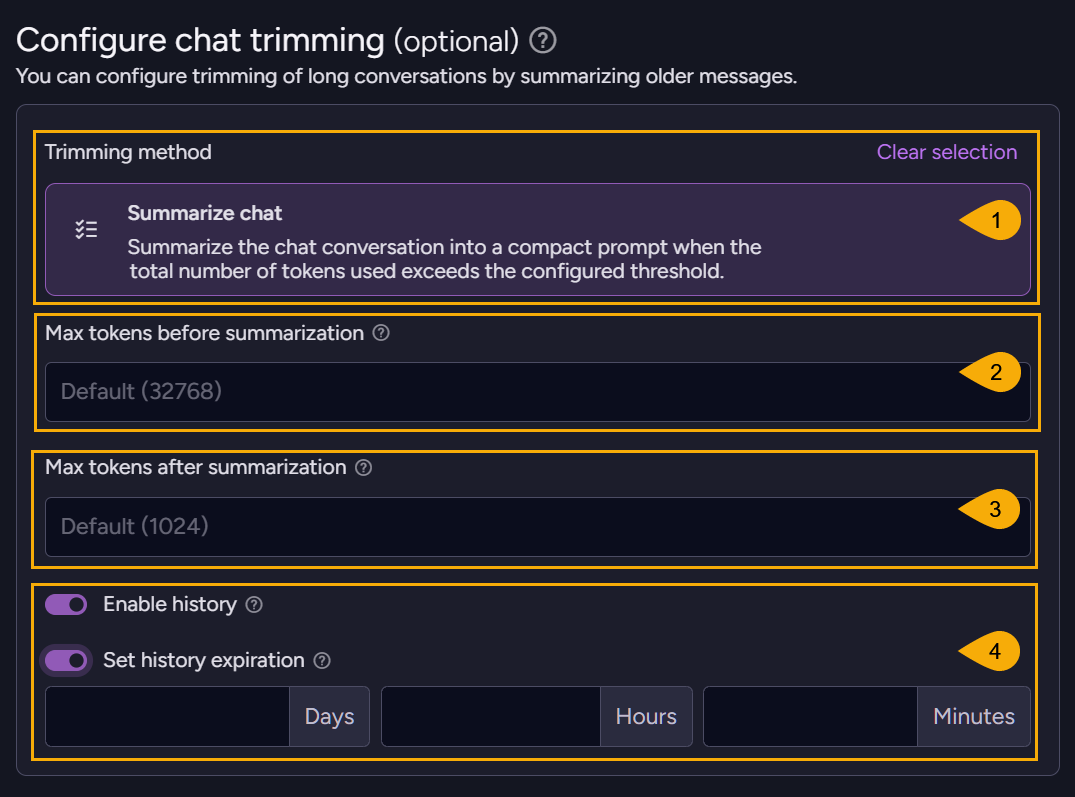 Configure chat trimming (optional) ?
You can configure trimming of long conversations by summarizing older messages.
Trimming method
Clear selection
Summarize chat
Summarize the chat conversation into a compact prompt when the
total number of tokens used exceeds the configured threshold.
1
Max tokens before summarization ?
Default (32768)
2
Max tokens after summarization ?
Default (1024)
3
Enable history ?
Set history expiration ?
4
Days
Hours
Minutes